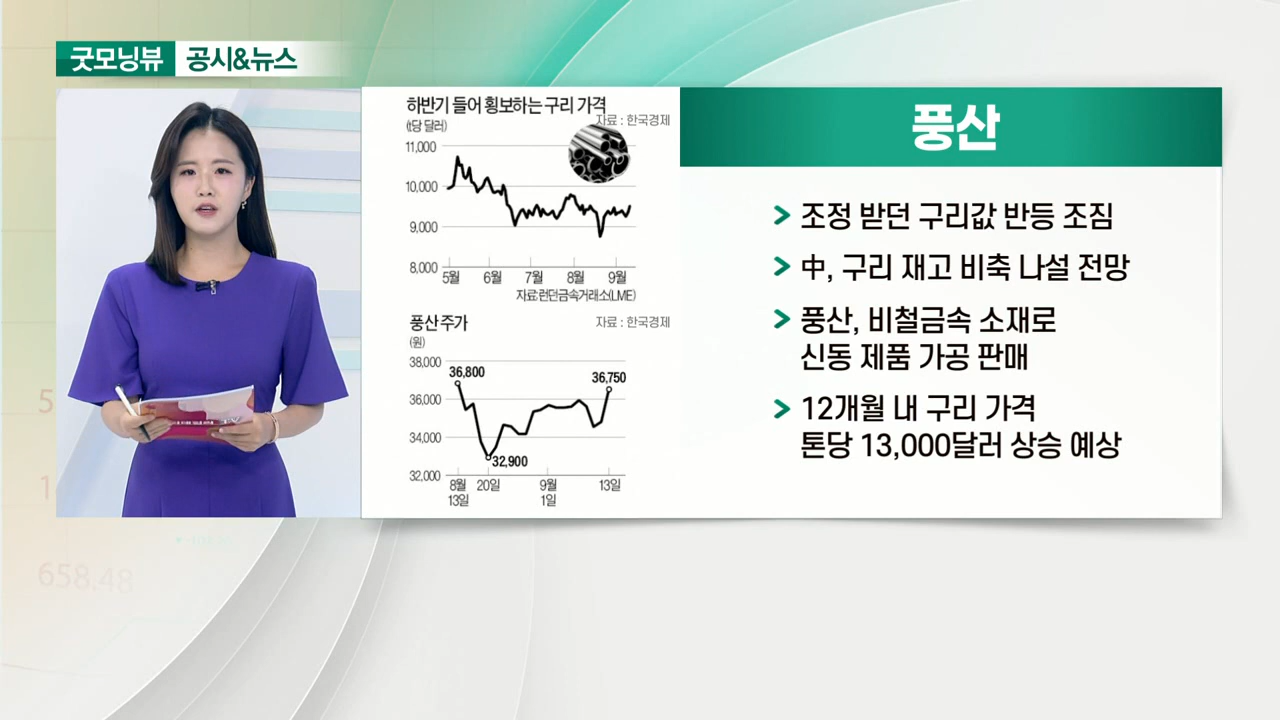 굿모닝뷰 공시&뉴스
하반기 들어 횡보하는 구리 가격
자료 : 한국경제
(t당 달러)
11,000
10,000
9,000
8,000
5월 6월 7월 8월 9월
자료:런던금속거래소(LME)
풍산 주가
자료 : 한국경제
(원)
38,000
36,800
36,750
36,000
34,000
32,900
32,000
8월 20일 9월 13일
13일 1일
풍산
조정 받던 구리값 반등 조짐
中, 구리 재고 비축 나설 전망
풍산, 비철금속 소재로
신동 제품 가공 판매
12개월 내 구리 가격
톤당 13,000달러 상승 예상
658.48